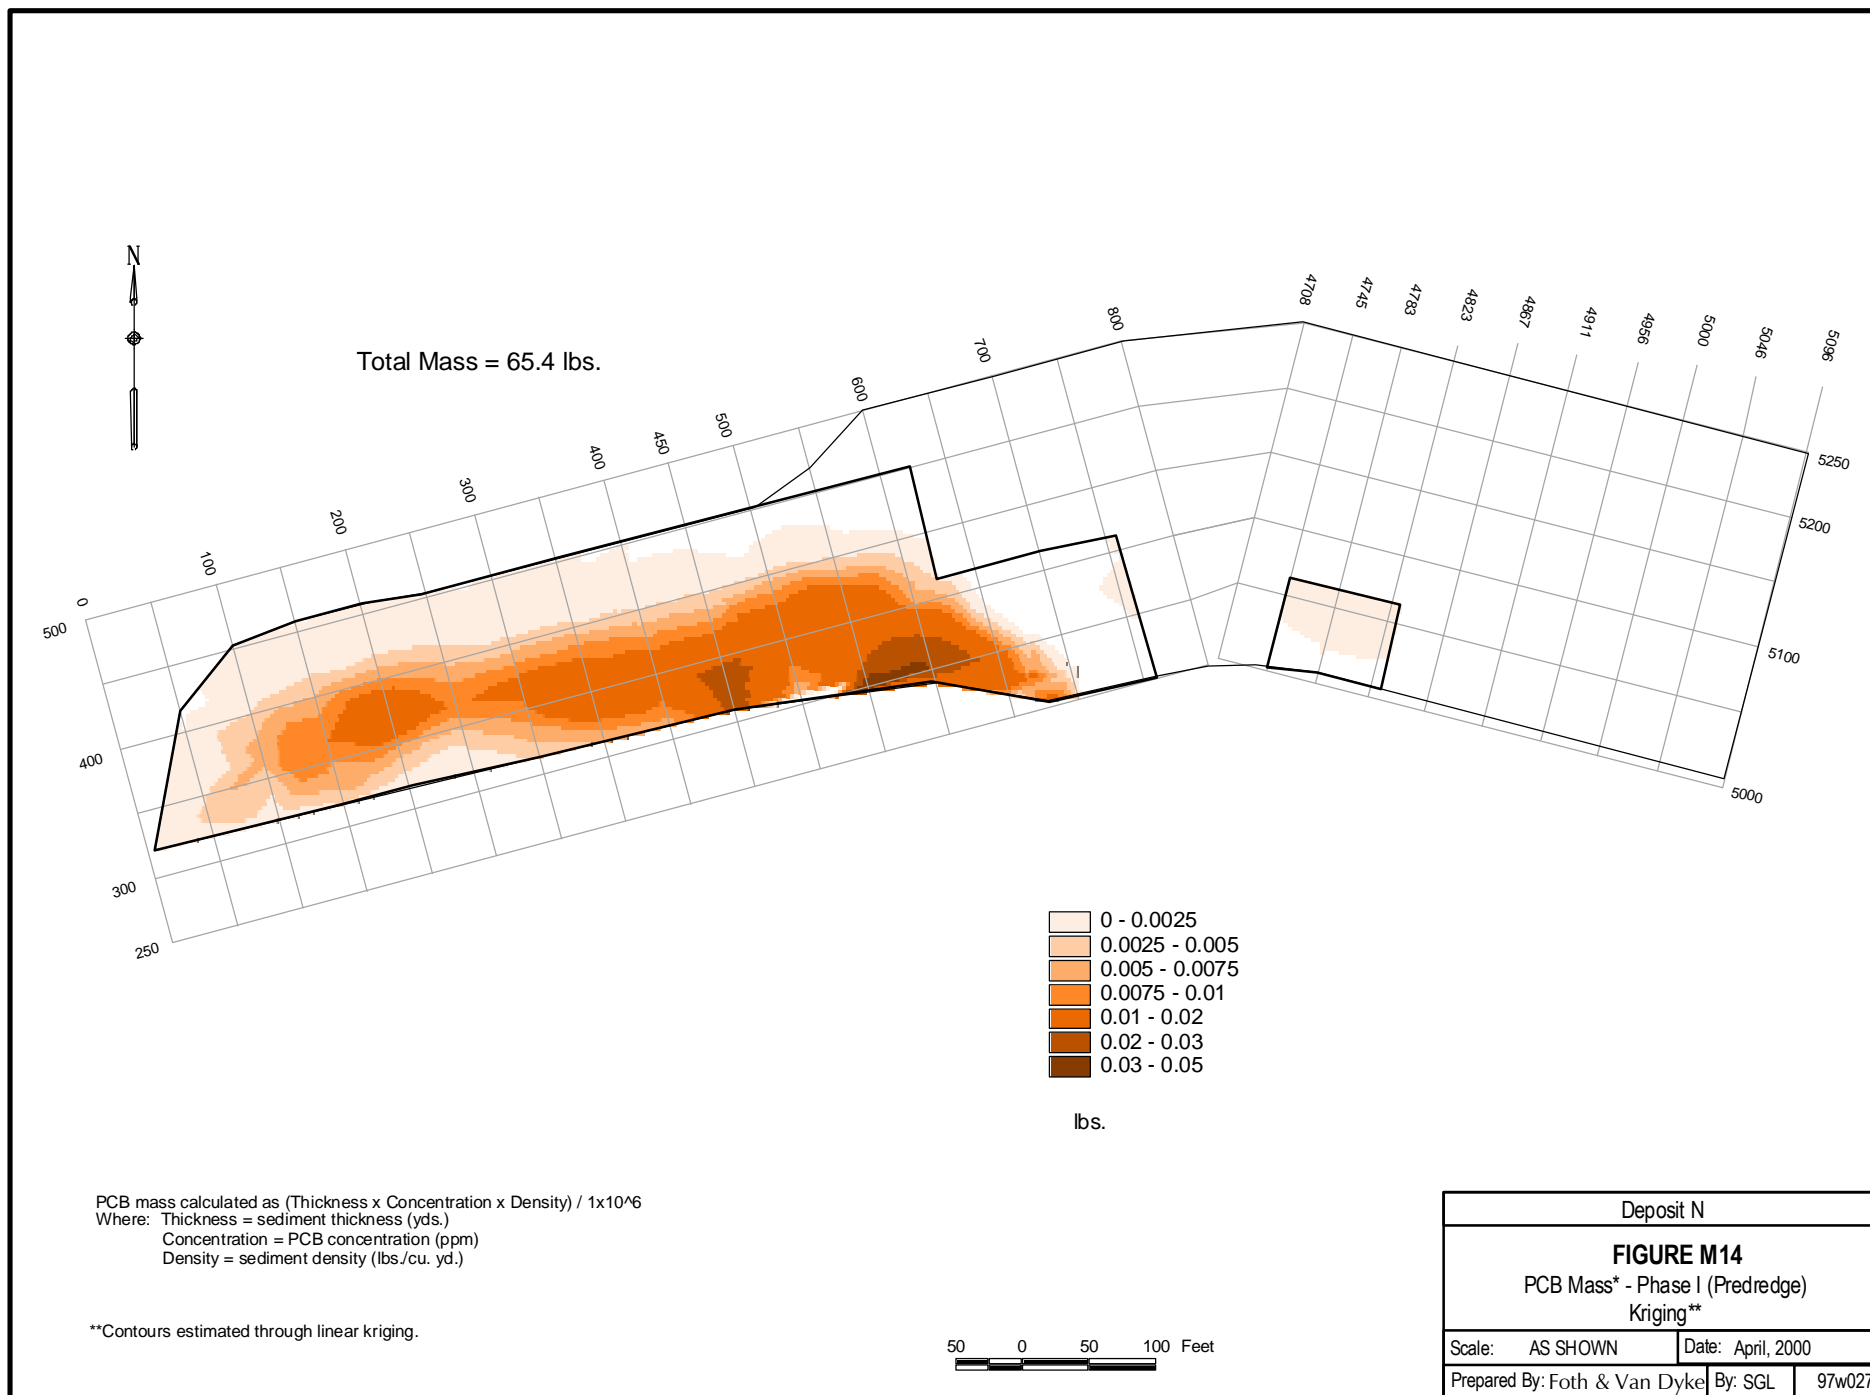 N
Total Mass = 65.4 lbs.
0
100
200
300
400
450
500
600
700
800
4708
4745
4783
4823
4867
4911
4956
5000
5046
5096
500
400
300
250
5250
5200
5100
5000
0 - 0.0025
0.0025 - 0.005
0.005 - 0.0075
0.0075 - 0.01
0.01 - 0.02
0.02 - 0.03
0.03 - 0.05
lbs.
PCB mass calculated as (Thickness x Concentration x Density) / 1x10^6
Where: Thickness = sediment thickness (yds.)
Concentration = PCB concentration (ppm)
Density = sediment density (lbs./cu. yd.)
**Contours estimated through linear kriging.
50 0 50 100 Feet
Deposit N
FIGURE M14
PCB Mass* - Phase I (Predredge)
Kriging**
Scale: AS SHOWN Date: April, 2000
Prepared By: Foth & Van Dyke By: SGL 97w027